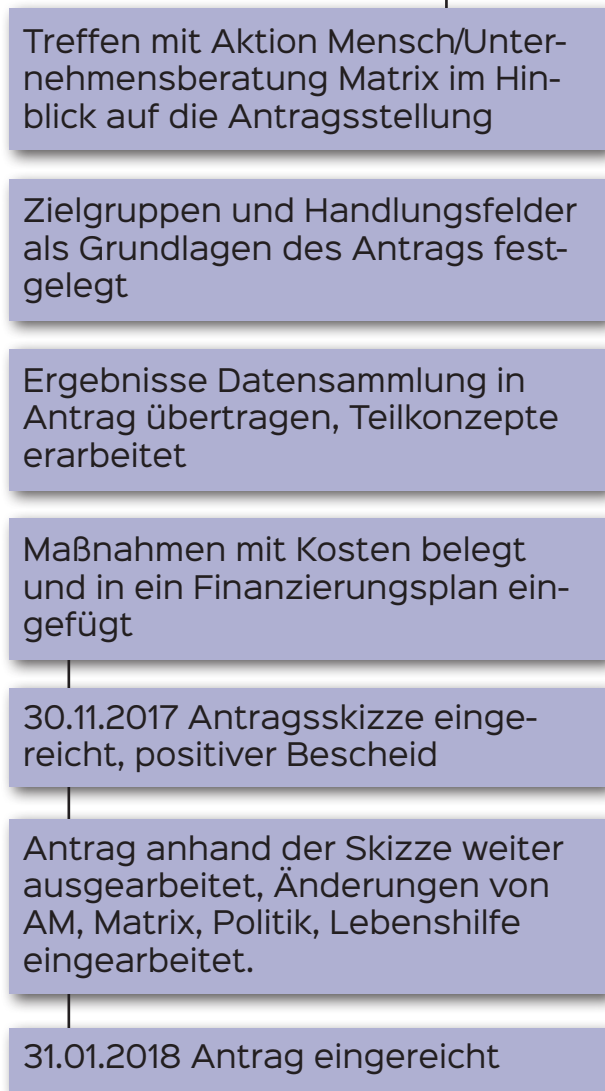 Treffen mit Aktion Mensch/Unter-
nehmensberatung Matrix im Hin-
blick auf die Antragsstellung
Zielgruppen und Handlungsfelder
als Grundlagen des Antrags fest-
gelegt
Ergebnisse Datensammlung in
Antrag übertragen, Teilkonzepte
erarbeitet
Maßnahmen mit Kosten belegt
und in ein Finanzierungsplan ein-
gefügt
30.11.2017 Antragsskizze einge-
reicht, positiver Bescheid
Antrag anhand der Skizze weiter
ausgearbeitet, Änderungen von
AM, Matrix, Politik, Lebenshilfe
eingearbeitet.
31.01.2018 Antrag eingereicht